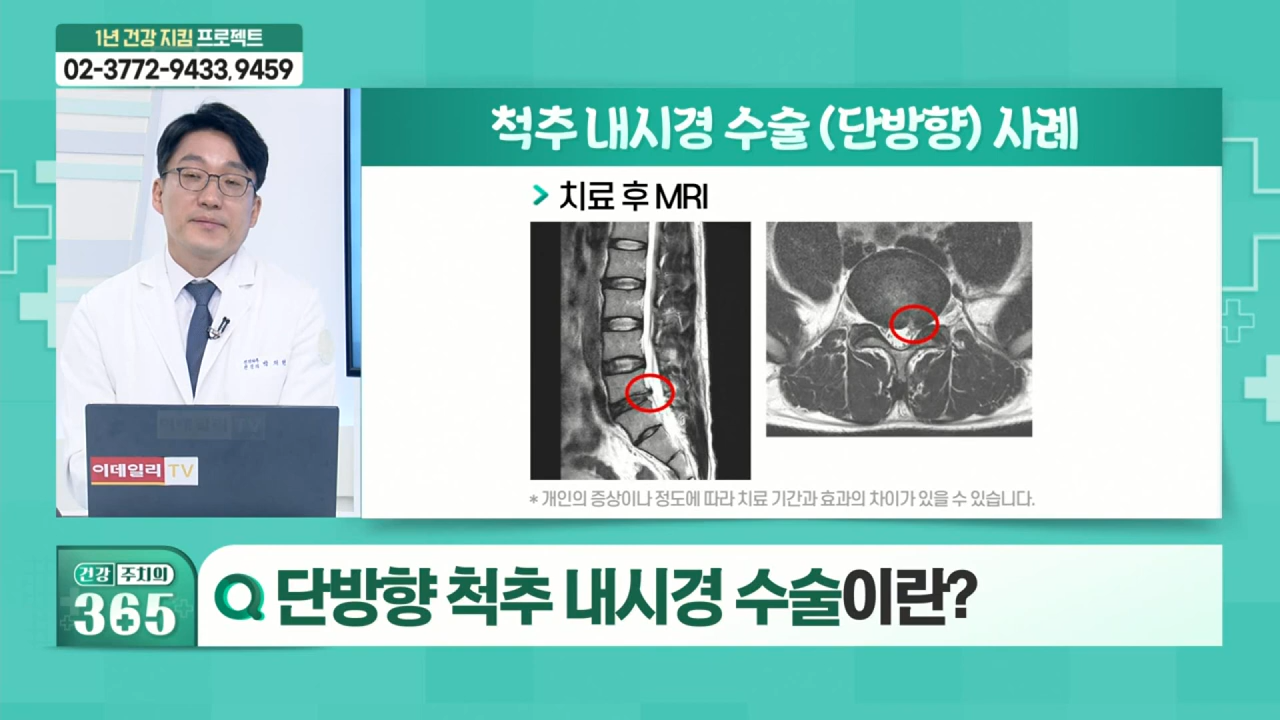 1년 건강 지킴 프로젝트
02-3772-9433, 9459
척추 내시경 수술 (단방향) 사례
> 치료 후 MRI
* 개인의 증상이나 정도에 따라 치료 기간과 효과의 차이가 있을 수 있습니다.
이데일리 TV
건강 주치의
365
Q 단방향 척추 내시경 수술이란?